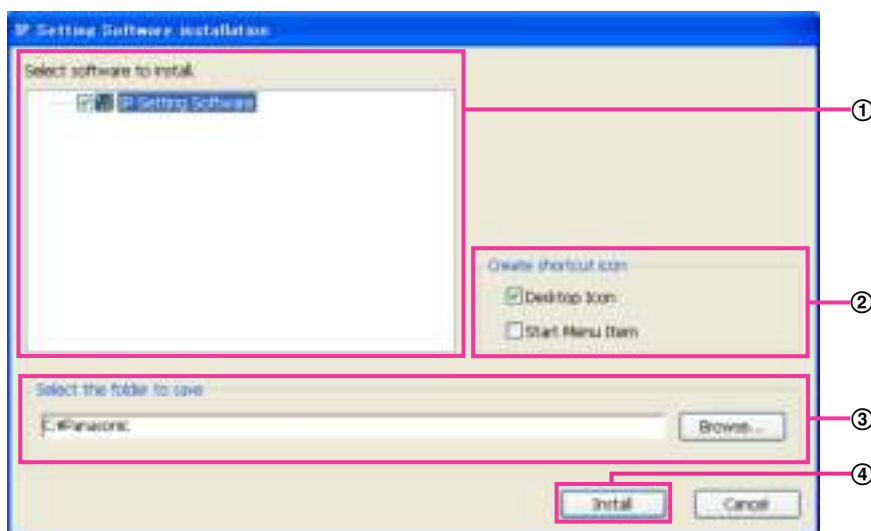 IP Setting Software installation
Select software to install.
IP Setting Software
①
Create shortcut icon
Desktop Icon
②
Start Menu Item
Select the folder to save
C:¥Panasonic
Browse...
③
④
Install
Cancel